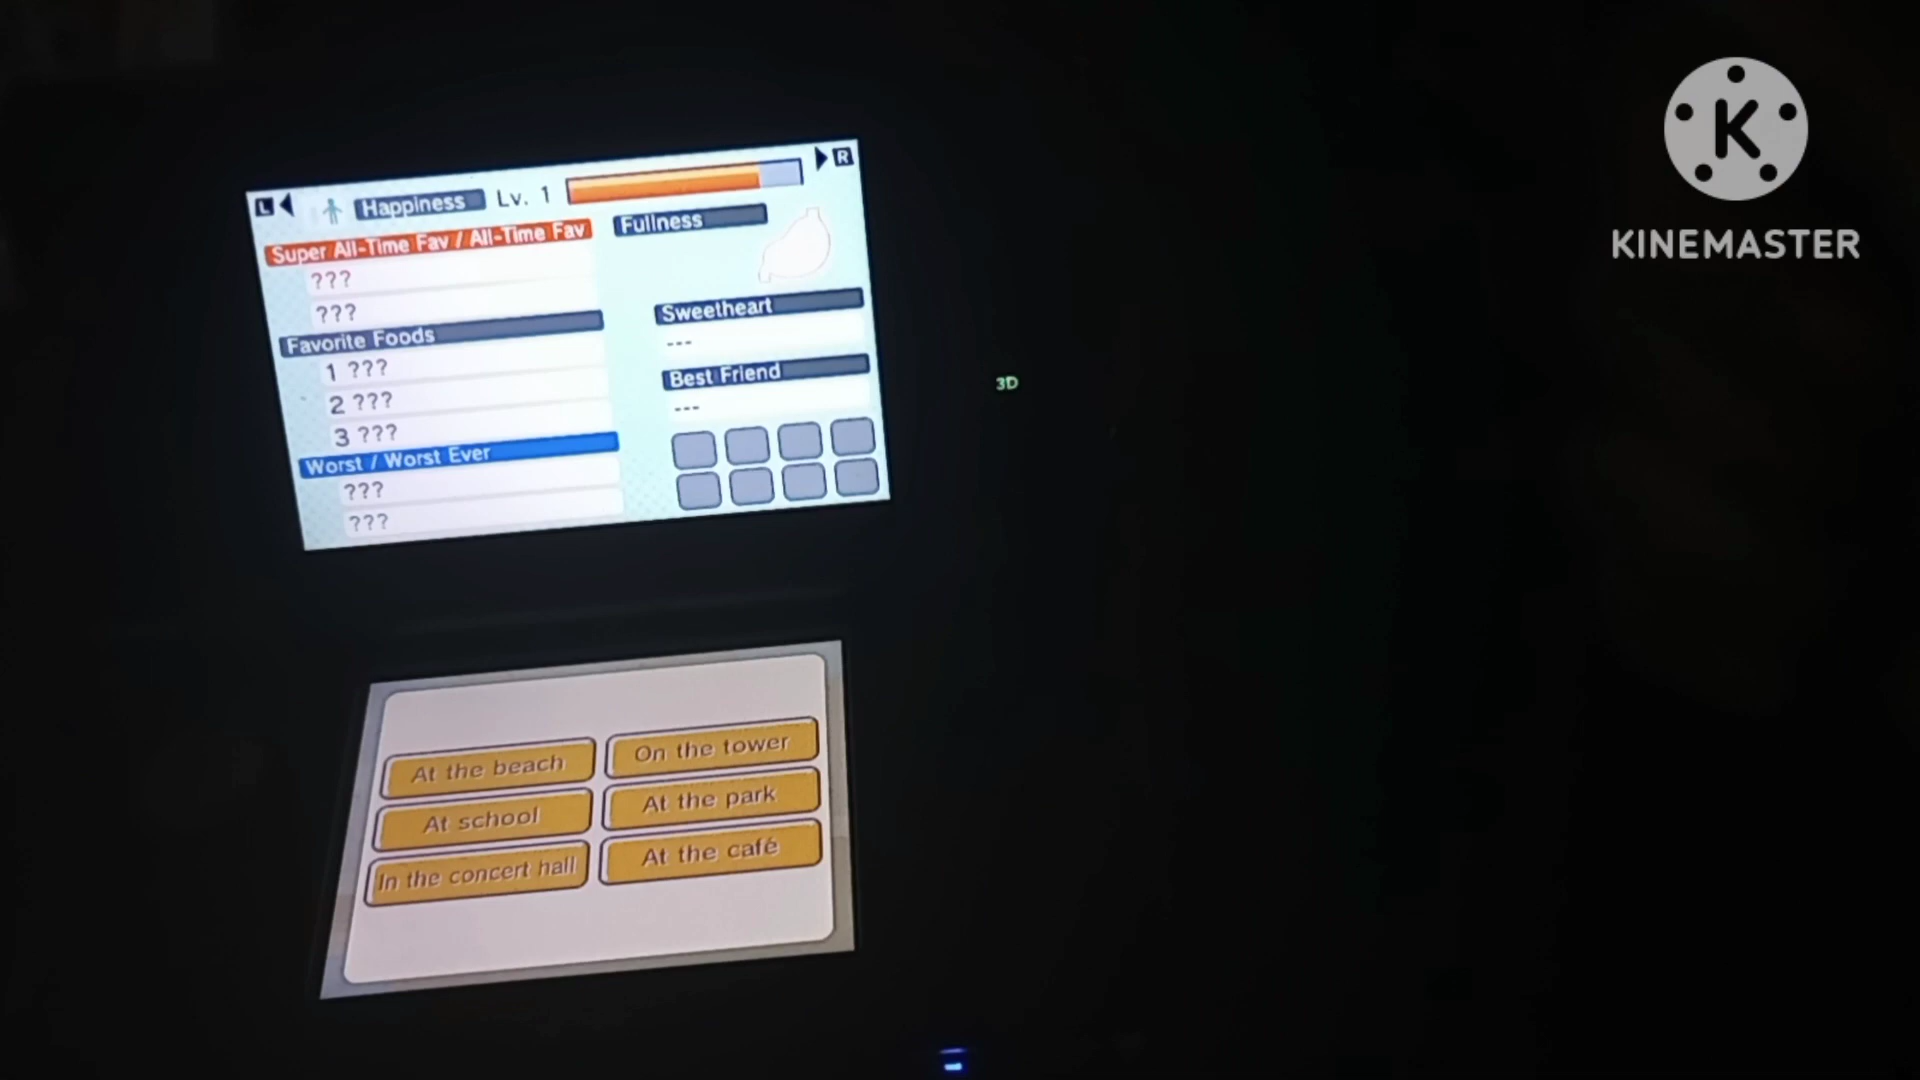 L Happiness Lv. 1 R
Super All-Time Fav / All-Time Fav
???
???
Favorite Foods
1 ???
2 ???
3 ???
Worst / Worst Ever
???
???
Fullness
Sweetheart
---
Best Friend
---
3D
At the beach
On the tower
At school
At the park
In the concert hall
At the café
K
KINEMASTER